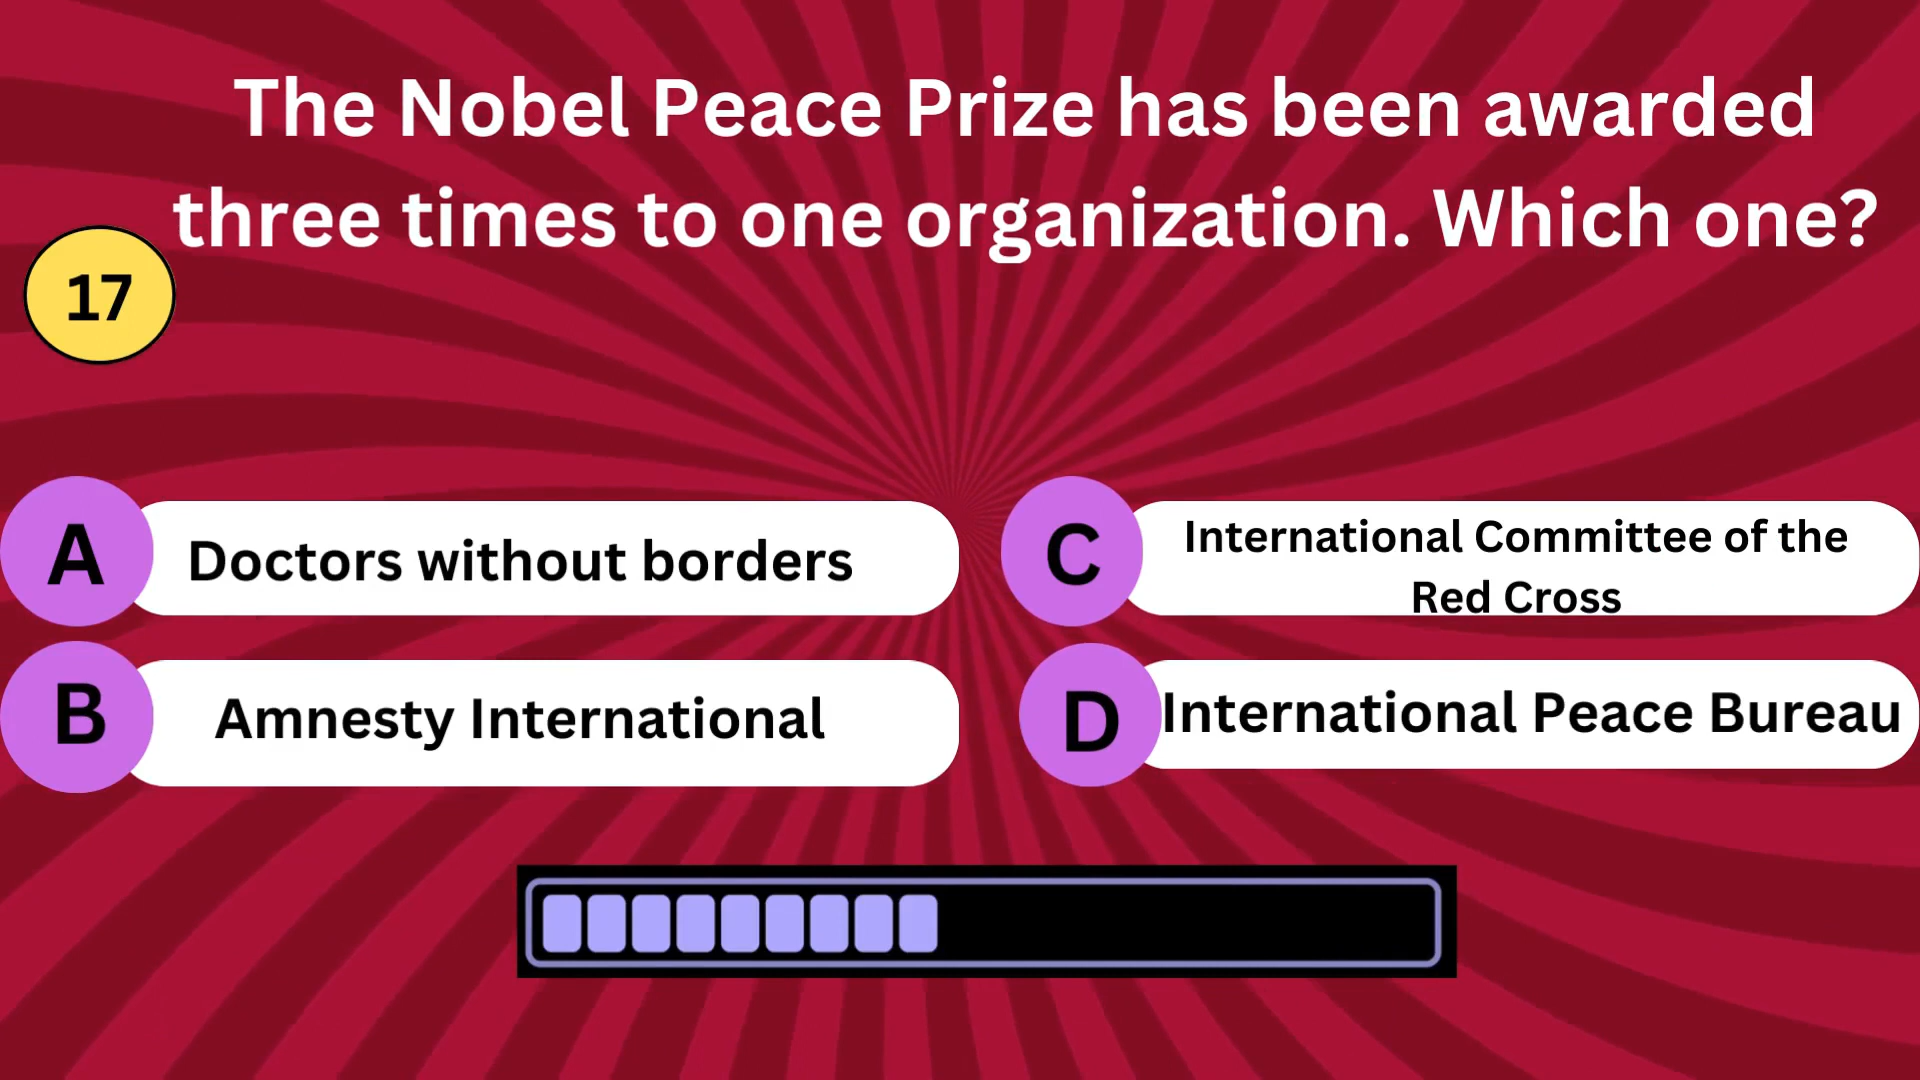 The Nobel Peace Prize has been awarded
three times to one organization. Which one?
17
A
Doctors without borders
B
Amnesty International
C
International Committee of the
Red Cross
D
International Peace Bureau